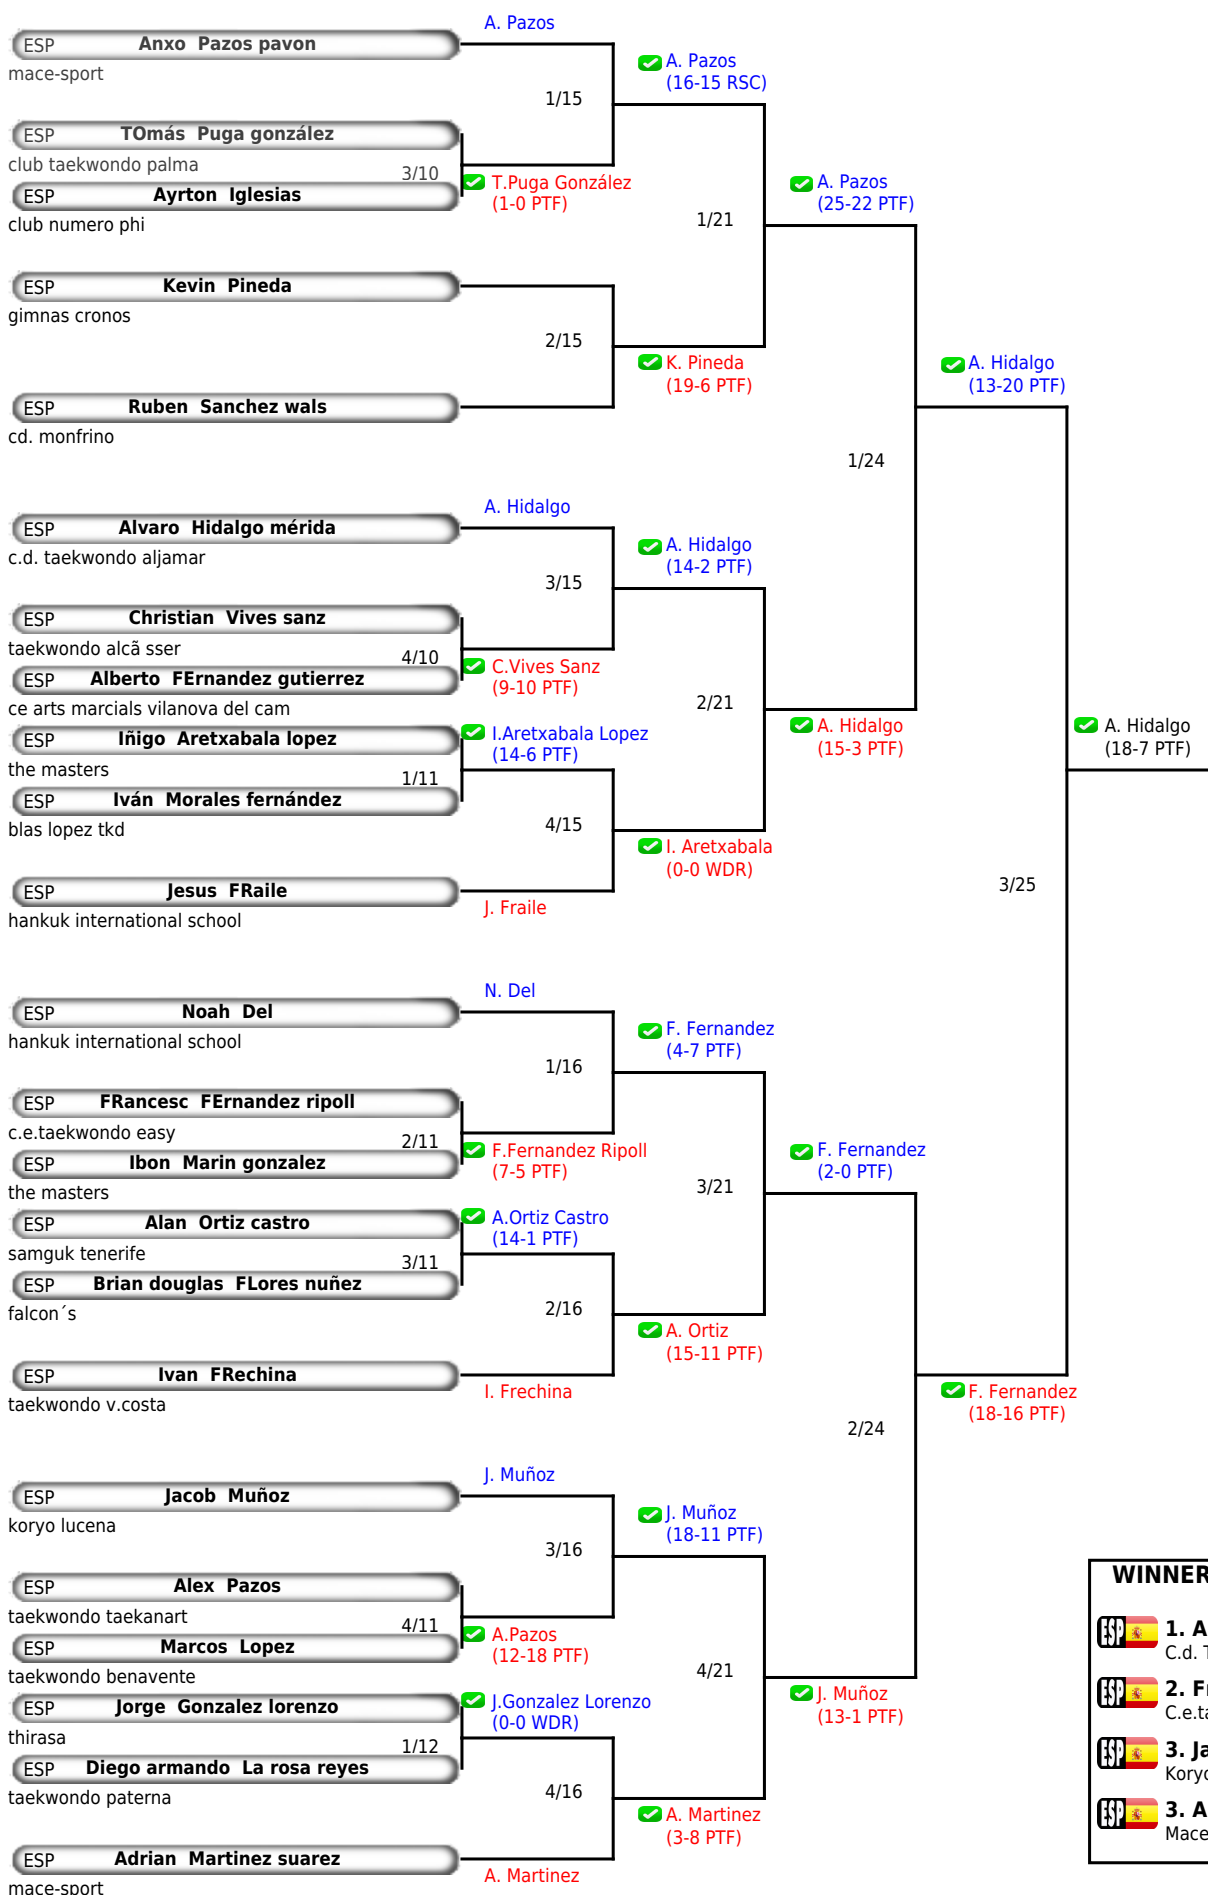 A. Pazos
ESP Anxo Pazos pavon
mace-sport
A. Pazos
(16-15 RSC)
1/15
ESP TOmás Puga gonzález
club taekwondo palma
3/10
T.Puga González
(1-0 PTF)
ESP Ayrton Iglesias
club numero phi
A. Pazos
(25-22 PTF)
1/21
ESP Kevin Pineda
gimnas cronos
2/15
K. Pineda
(19-6 PTF)
A. Hidalgo
(13-20 PTF)
ESP Ruben Sanchez wals
cd. monfrino
1/24
A. Hidalgo
ESP Alvaro Hidalgo mérida
c.d. taekwondo aljamar
A. Hidalgo
(14-2 PTF)
3/15
ESP Christian Vives sanz
taekwondo alcã sser
4/10
C.Vives Sanz
(9-10 PTF)
ESP Alberto FErnandez gutierrez
ce arts marcials vilanova del cam
2/21
A. Hidalgo
(15-3 PTF)
A. Hidalgo
(18-7 PTF)
ESP Iñigo Aretxabala lopez
the masters
I.Aretxabala Lopez
(14-6 PTF)
1/11
ESP Iván Morales fernández
blas lopez tkd
4/15
I. Aretxabala
(0-0 WDR)
ESP Jesus FRaile
hankuk international school
J. Fraile
3/25
N. Del
ESP Noah Del
hankuk international school
F. Fernandez
(4-7 PTF)
1/16
ESP FRancesc FErnandez ripoll
c.e.taekwondo easy
2/11
F.Fernandez Ripoll
(7-5 PTF)
ESP Ibon Marin gonzalez
the masters
F. Fernandez
(2-0 PTF)
3/21
ESP Alan Ortiz castro
samguk tenerife
A.Ortiz Castro
(14-1 PTF)
3/11
ESP Brian douglas FLores nuñez
falcon´s
2/16
A. Ortiz
(15-11 PTF)
ESP Ivan FRechina
taekwondo v.costa
I. Frechina
F. Fernandez
(18-16 PTF)
2/24
J. Muñoz
ESP Jacob Muñoz
koryo lucena
J. Muñoz
(18-11 PTF)
3/16
ESP Alex Pazos
taekwondo taekanart
4/11
A.Pazos
(12-18 PTF)
ESP Marcos Lopez
taekwondo benavente
4/21
J. Muñoz
(13-1 PTF)
ESP Jorge Gonzalez lorenzo
thirasa
J.Gonzalez Lorenzo
(0-0 WDR)
1/12
ESP Diego armando La rosa reyes
taekwondo paterna
4/16
A. Martinez
(3-8 PTF)
ESP Adrian Martinez suarez
mace-sport
A. Martinez
WINNER
ESP 1. A
C.d. T
ESP 2. Fr
C.e.ta
ESP 3. Ja
Koryo
ESP 3. A
Mace